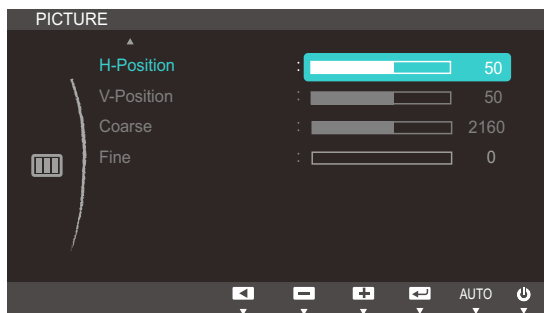 PICTURE
H-Position : 50
V-Position : 50
Coarse : 2160
Fine : 0
AUTO